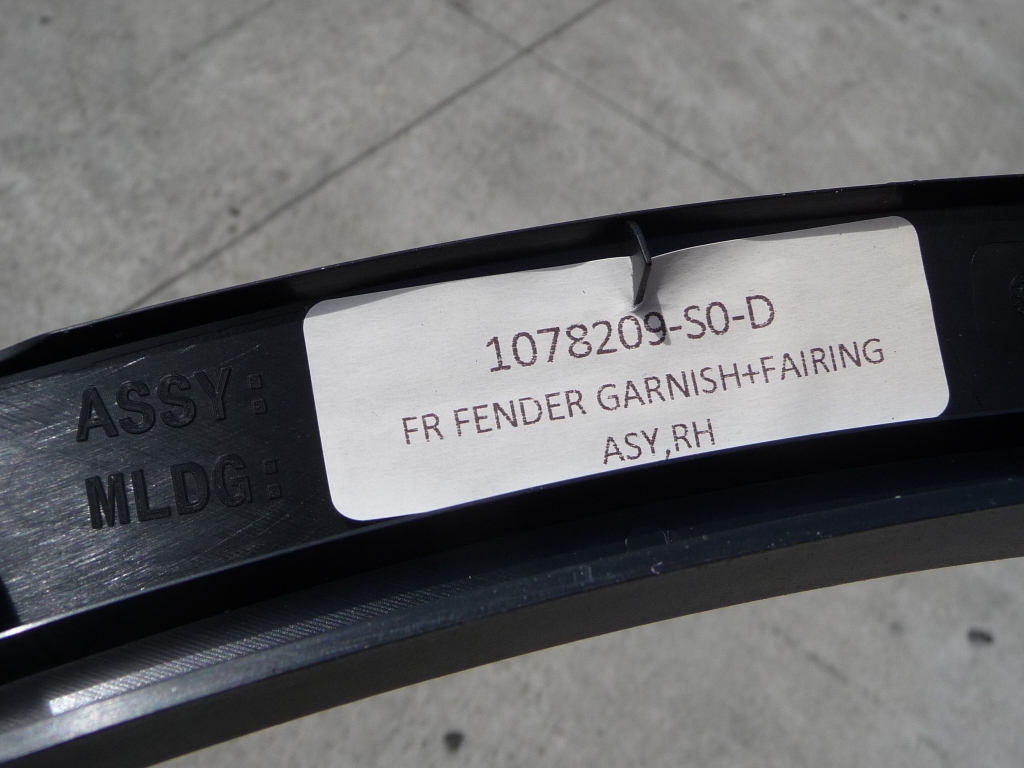 ASSY:
MLDG:
1078209-S0-D
FR FENDER GARNISH+FAIRING
ASY,RH